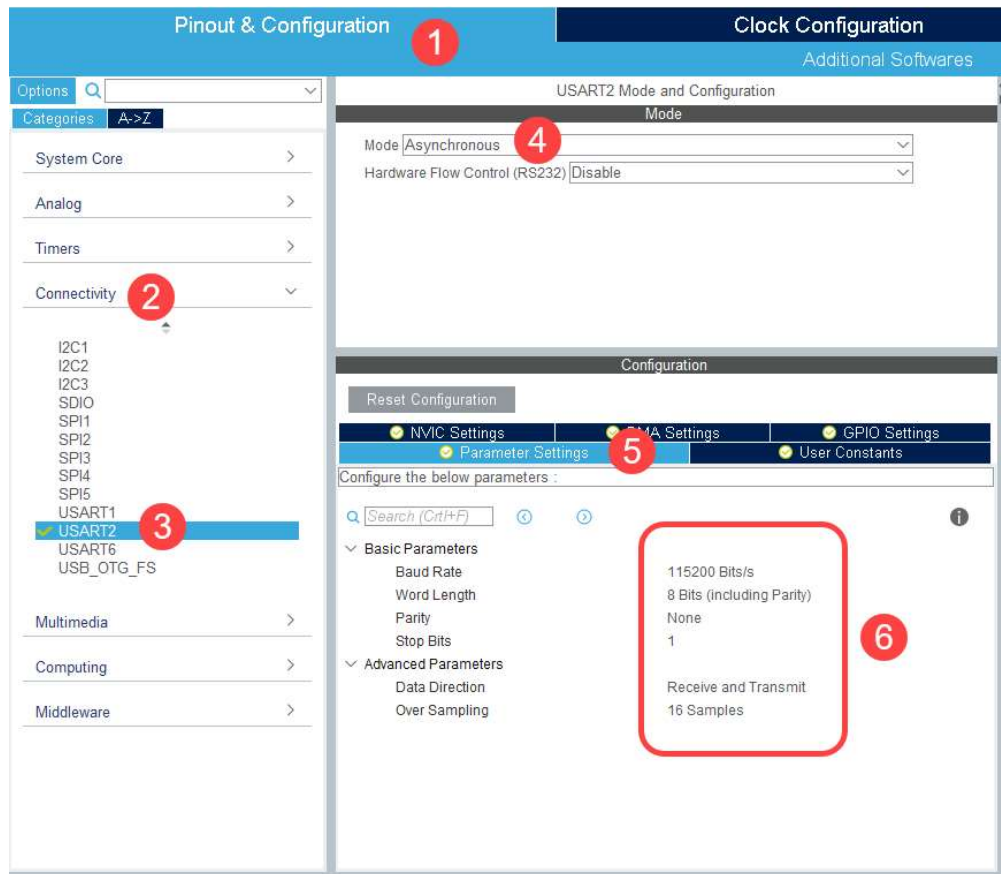 Pinout & Configuration
1
Clock Configuration
Additional Softwares
Options
Categories A->Z
System Core
Analog
Timers
Connectivity 2
I2C1
I2C2
I2C3
SDIO
SPI1
SPI2
SPI3
SPI4
SPI5
USART1
USART2 3
USART6
USB_OTG_FS
Multimedia
Computing
Middleware
USART2 Mode and Configuration
Mode
Mode Asynchronous 4
Hardware Flow Control (RS232) Disable
Configuration
Reset Configuration
NVIC Settings
Settings
GPIO Settings
Parameter Settings 5
User Constants
Configure the below parameters :
Search (Crtl+F)
Basic Parameters
Baud Rate 115200 Bits/s
Word Length 8 Bits (including Parity)
Parity None
Stop Bits 1
6
Advanced Parameters
Data Direction Receive and Transmit
Over Sampling 16 Samples